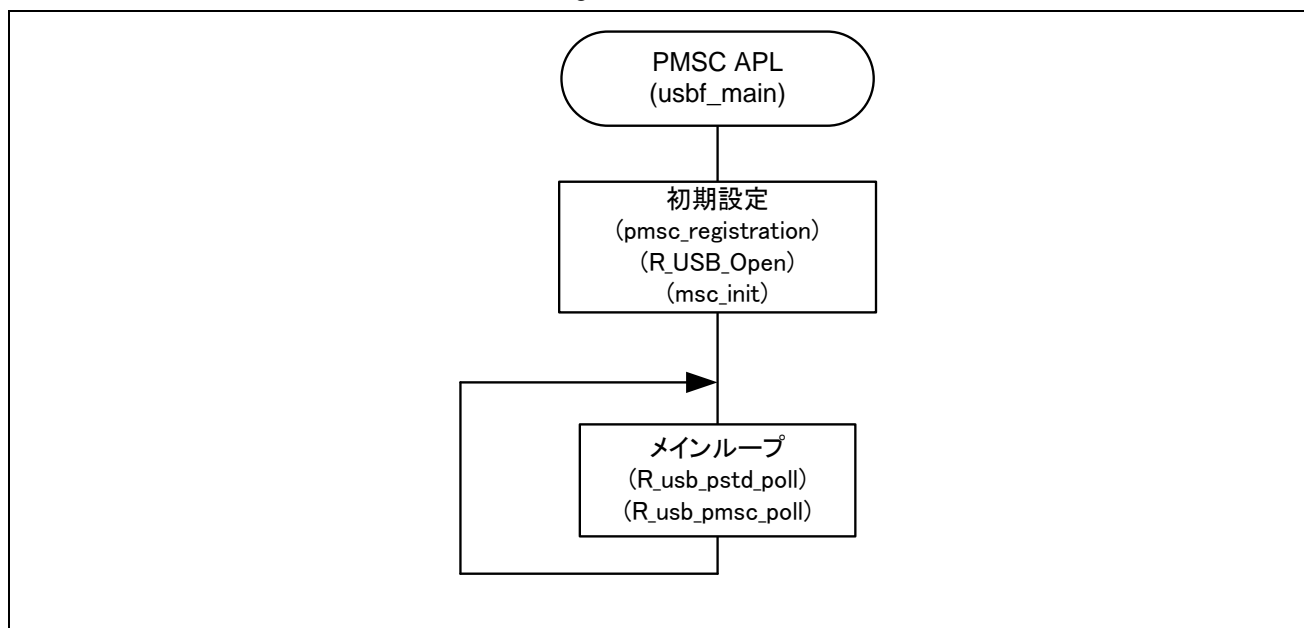 PMSC APL
(usbf_main)
初期設定
(pmsc_registration)
(R_USB_Open)
(msc_init)
メインループ
(R_usb_pstd_poll)
(R_usb_pmsc_poll)